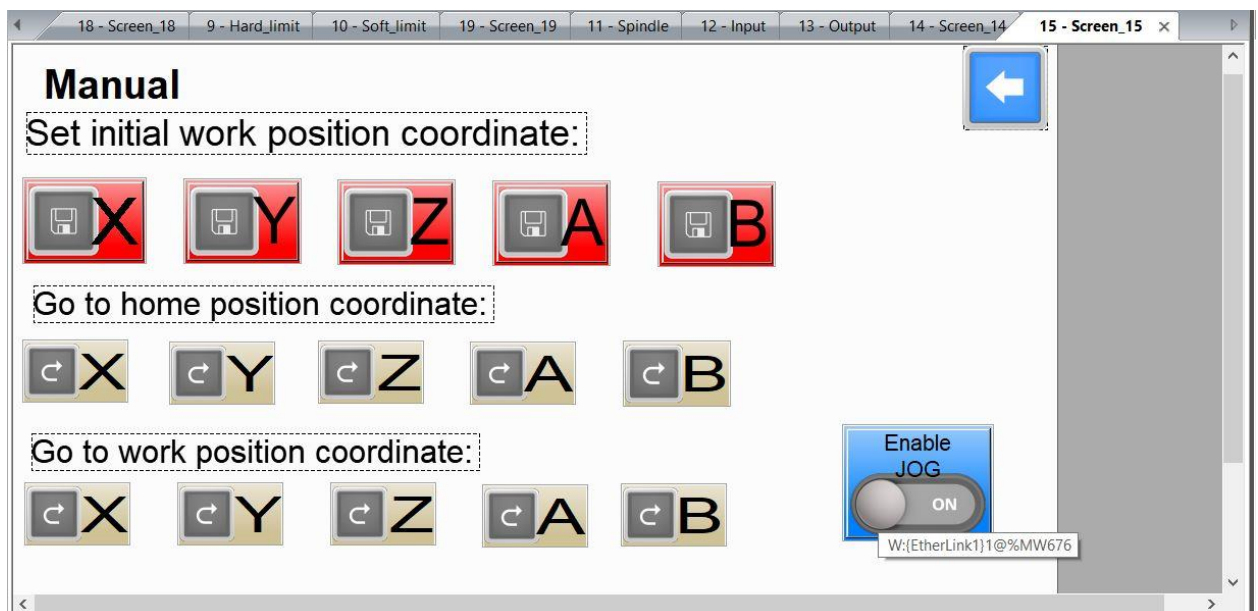 18 - Screen_18 9 - Hard_limit 10 - Soft_limit 19 - Screen_19 11 - Spindle 12 - Input 13 - Output 14 - Screen_14 15 - Screen_15
Manual
Set initial work position coordinate:
X Y Z A B
Go to home position coordinate:
X Y Z A B
Go to work position coordinate:
Enable
JOG
X Y Z A B
ON
W:{EtherLink1}1@%MW676